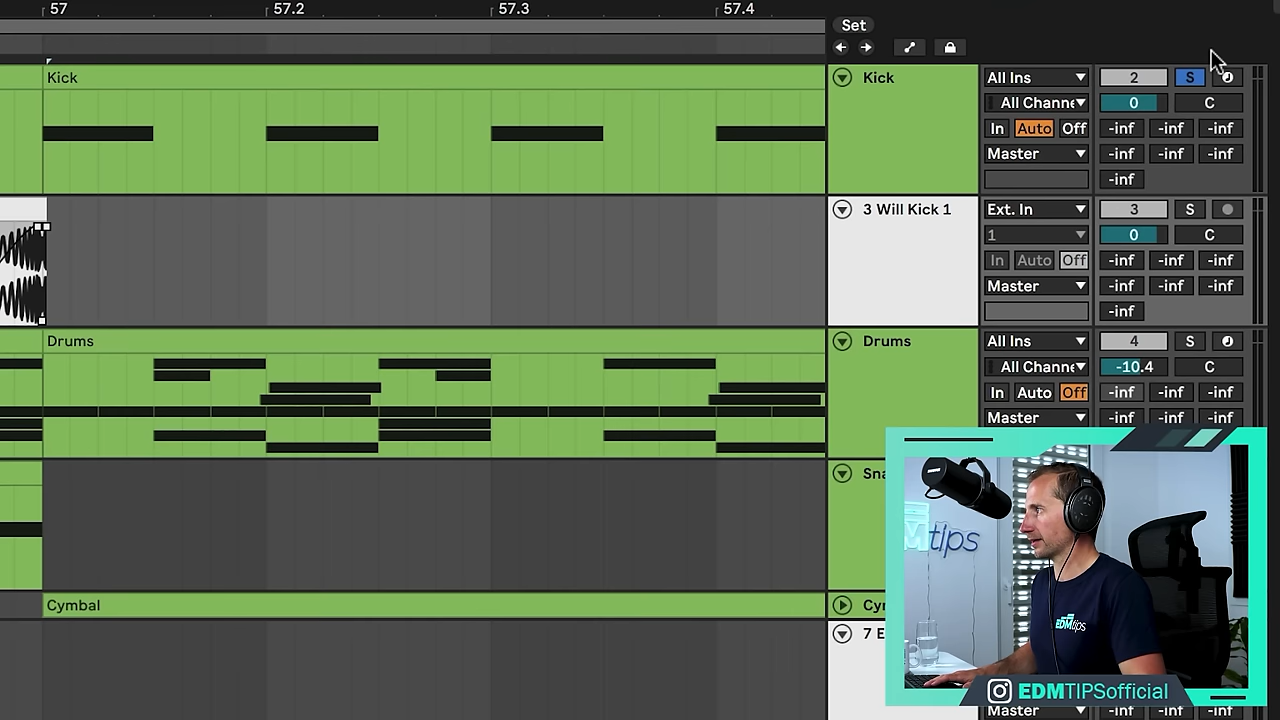 57 57.2 57.3 57.4
Set
Kick Kick All Ins 2 S
All Channe 0 C
In Auto Off -inf -inf -inf
Master -inf -inf -inf
-inf
3 Will Kick 1 Ext. In 3 S
1 0 C
In Auto Off -inf -inf -inf
Master -inf -inf -inf
-inf
Drums Drums All Ins 4 S
All Channe -10.4 C
In Auto Off -inf -inf -inf
Master -inf -inf -inf
Sna
Mtips
Cymbal Cy
7 E
EDMtips
EDMTIPSofficial
Master -inf -inf -inf